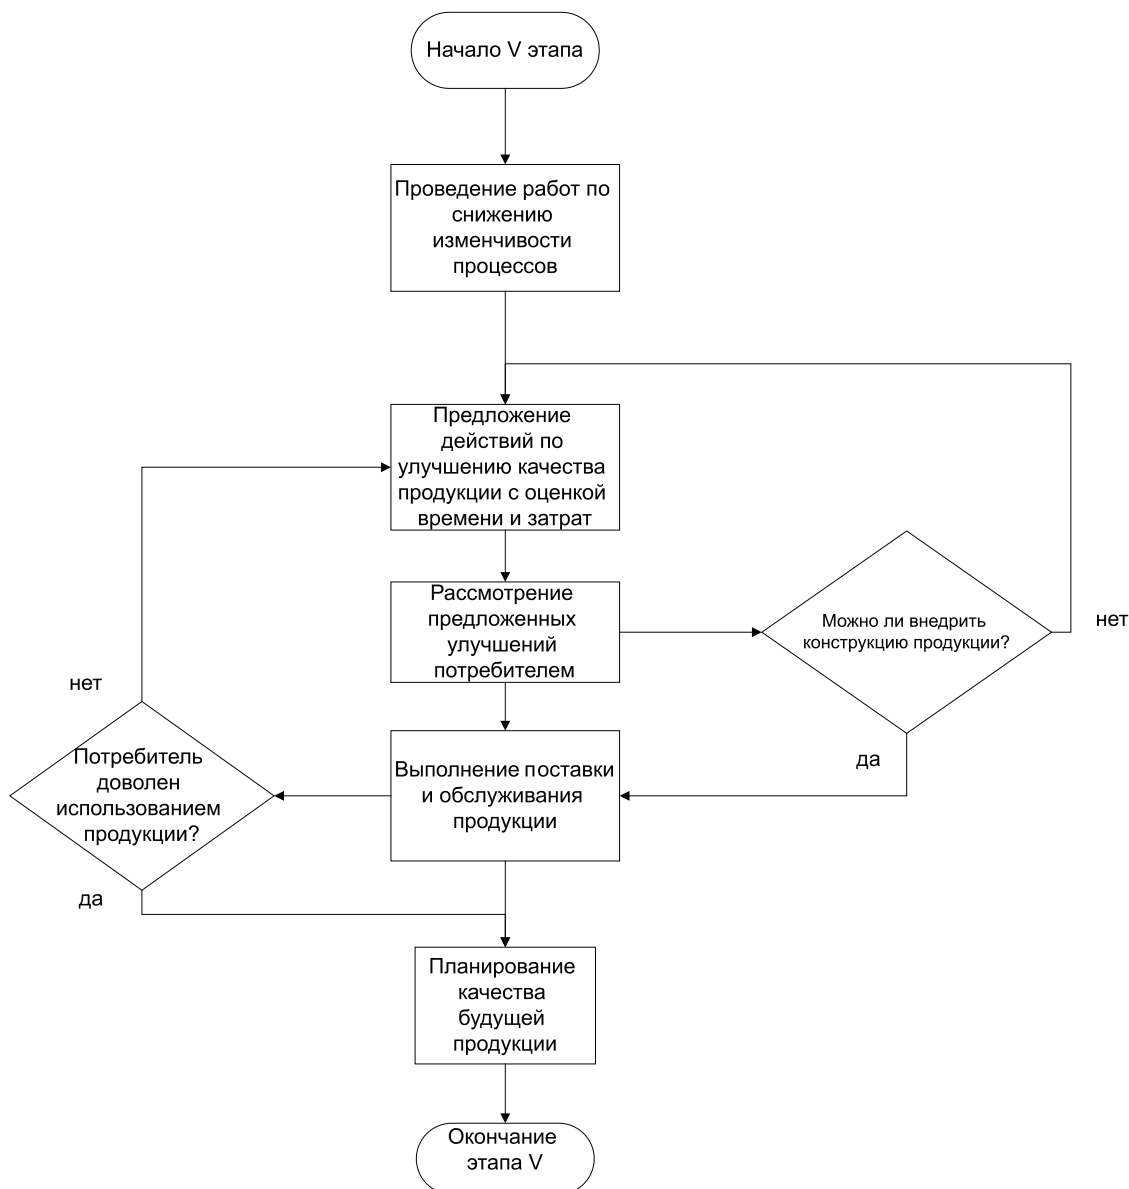 Начало V этапа
Проведение работ по
снижению
изменчивости
процессов
Предложение
действий по
улучшению качества
продукции с оценкой
времени и затрат
Рассмотрение
предложенных
улучшений
потребителем
Можно ли внедрить
конструкцию продукции?
нет
да
Выполнение поставки
и обслуживания
продукции
нет
Потребитель
доволен
использованием
продукции?
да
Планирование
качества
будущей
продукции
Окончание
этапа V